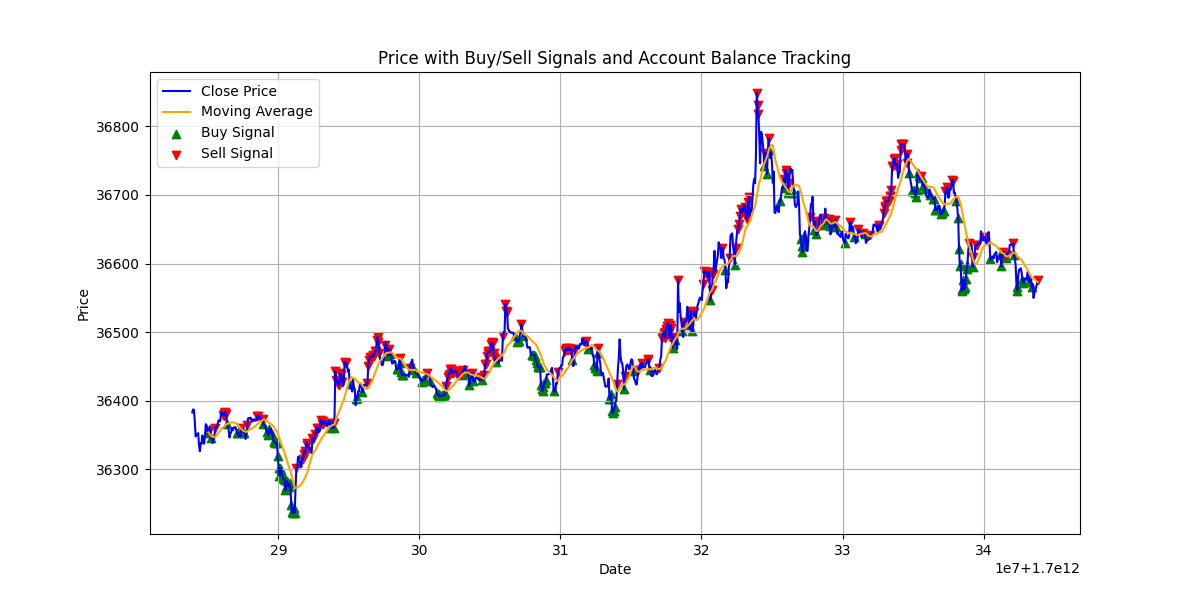 Price with Buy/Sell Signals and Account Balance Tracking
Close Price
Moving Average
Buy Signal
Sell Signal
36800
36700
36600
36500
36400
36300
Price
29 30 31 32 33 34
Date
1e7+1.7e12